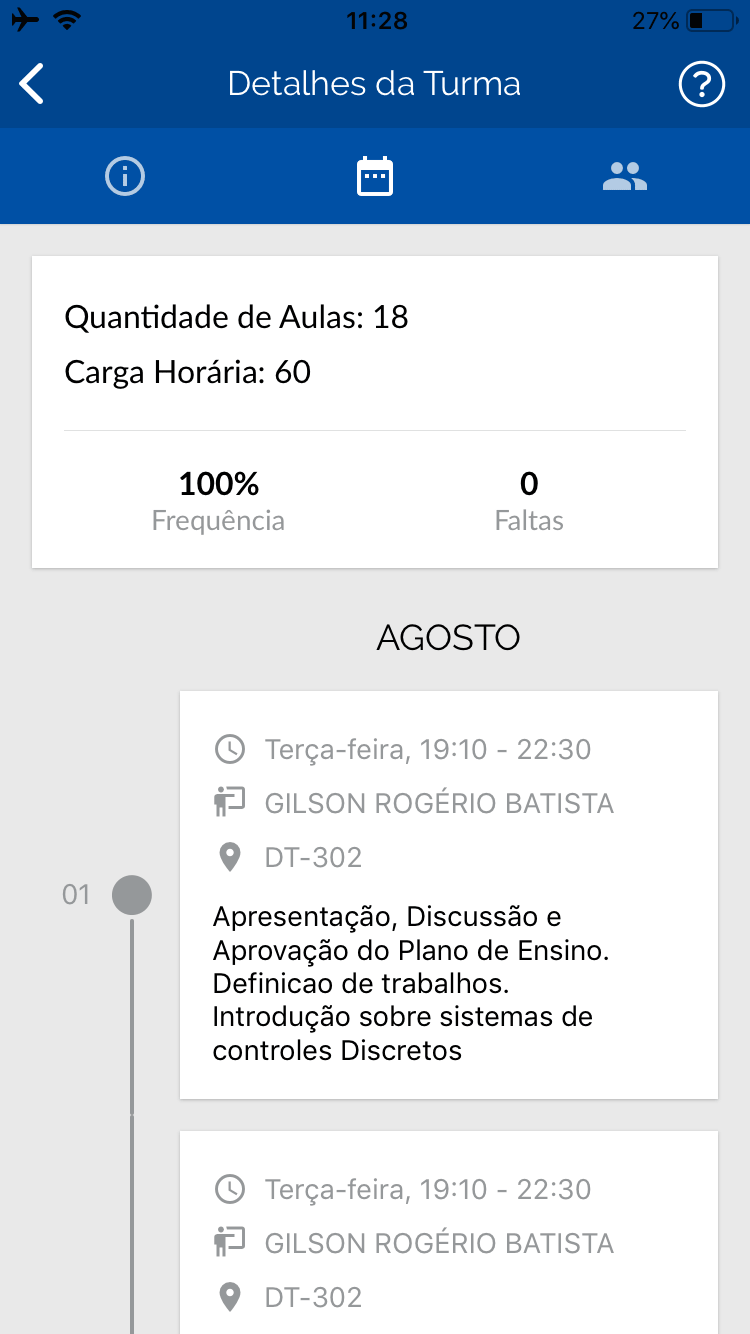 11:28
27%
Detalhes da Turma
Quantidade de Aulas: 18
Carga Horária: 60
100%
0
Frequência
Faltas
AGOSTO
Terça-feira, 19:10 - 22:30
GILSON ROGÉRIO BATISTA
DT-302
01
Apresentação, Discussão e
Aprovação do Plano de Ensino.
Definicao de trabalhos.
Introdução sobre sistemas de
controles Discretos
Terça-feira, 19:10 - 22:30
GILSON ROGÉRIO BATISTA
DT-302